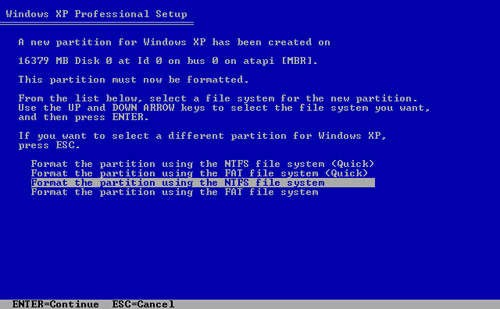 Windows XP Professional Setup
A new partition for Windows XP has been created on
16379 MB Disk 0 at Id 0 on bus 0 on atapi [MBR].
This partition must now be formatted.
From the list below, select a file system for the new partition.
Use the UP and DOWN ARROW keys to select the file system you want,
and then press ENTER.
If you want to select a different partition for Windows XP,
press ESC.
Format the partition using the NTFS file system (Quick)
Format the partition using the FAT file system (Quick)
Format the partition using the NTFS file system
Format the partition using the FAT file system
ENTER=Continue ESC=Cancel